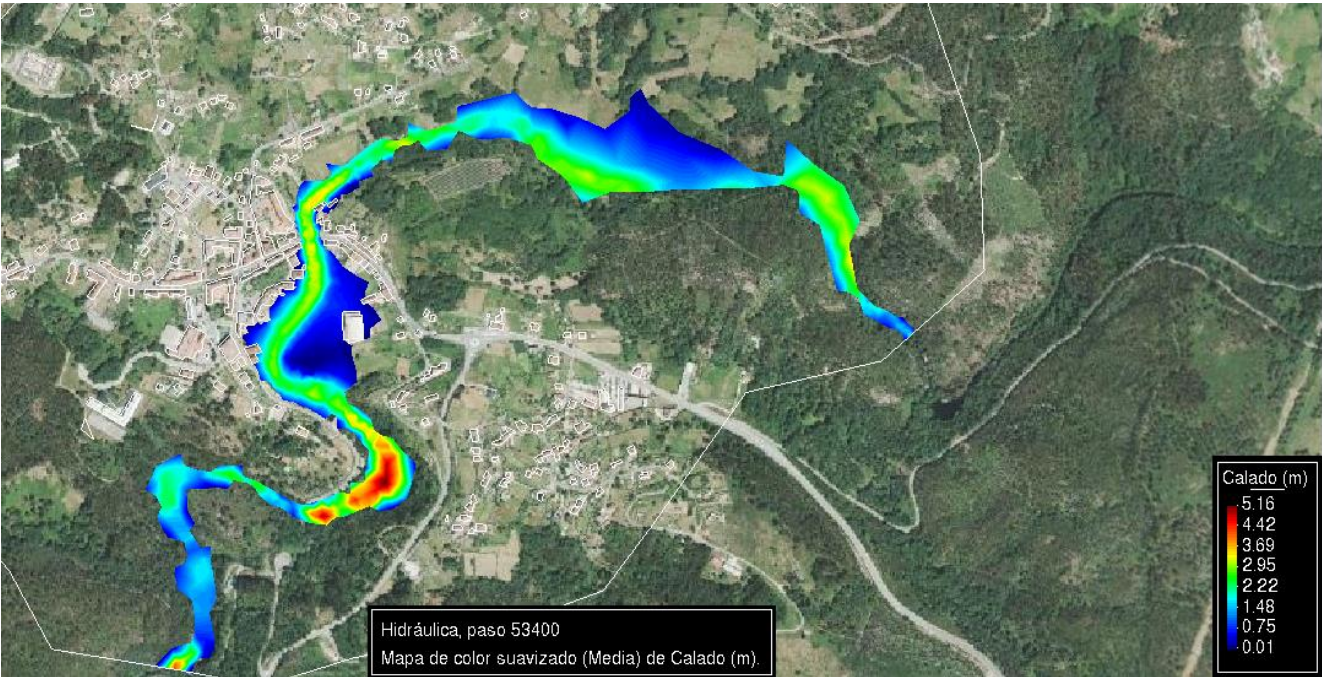 Calado (m)
5.16
4.42
3.69
2.95
2.22
1.48
0.75
0.01
Hidráulica, paso 53400
Mapa de color suavizado (Media) de Calado (m).